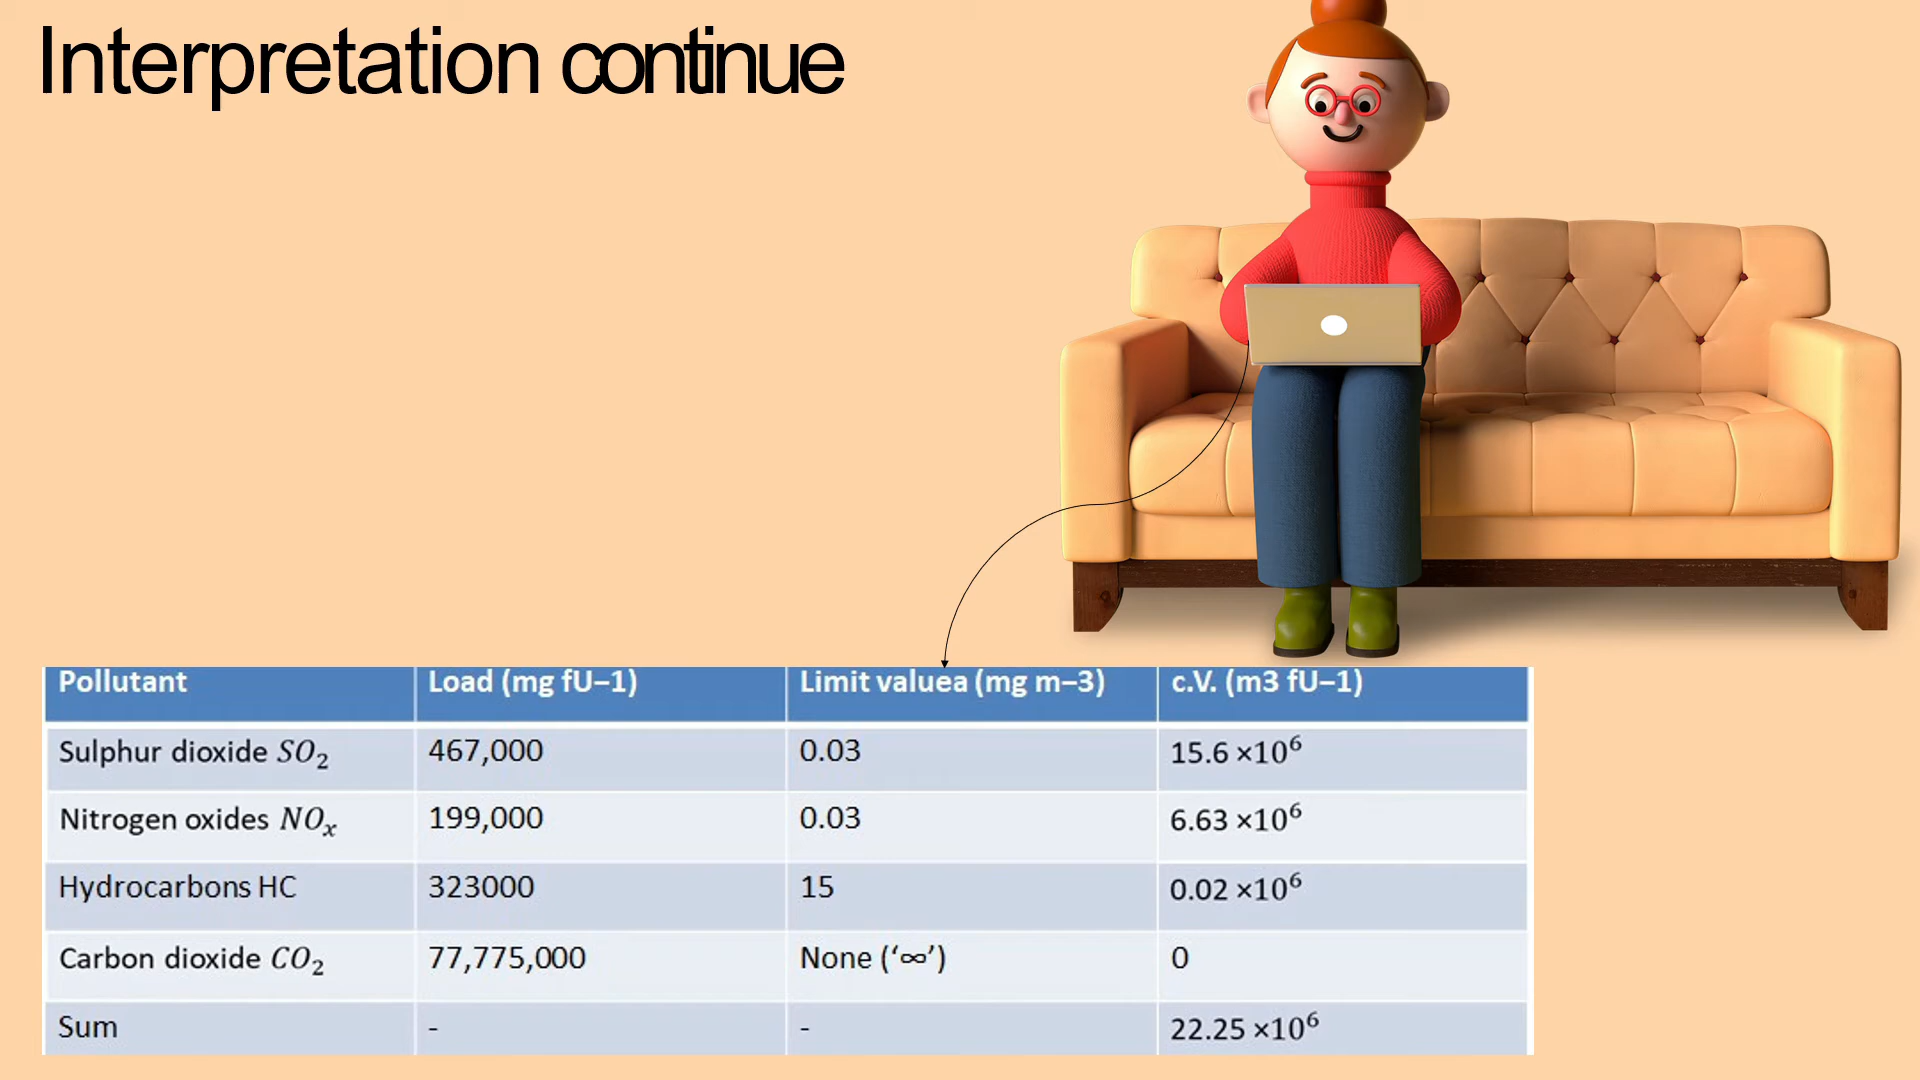 Interpretation continue
Pollutant Load (mg fU–1) Limit valuea (mg m–3) c.V. (m3 fU–1)
Sulphur dioxide SO₂ 467,000 0.03 15.6 ×10⁶
Nitrogen oxides NOₓ 199,000 0.03 6.63 ×10⁶
Hydrocarbons HC 323000 15 0.02 ×10⁶
Carbon dioxide CO₂ 77,775,000 None (‘∞’) 0
Sum - - 22.25 ×10⁶